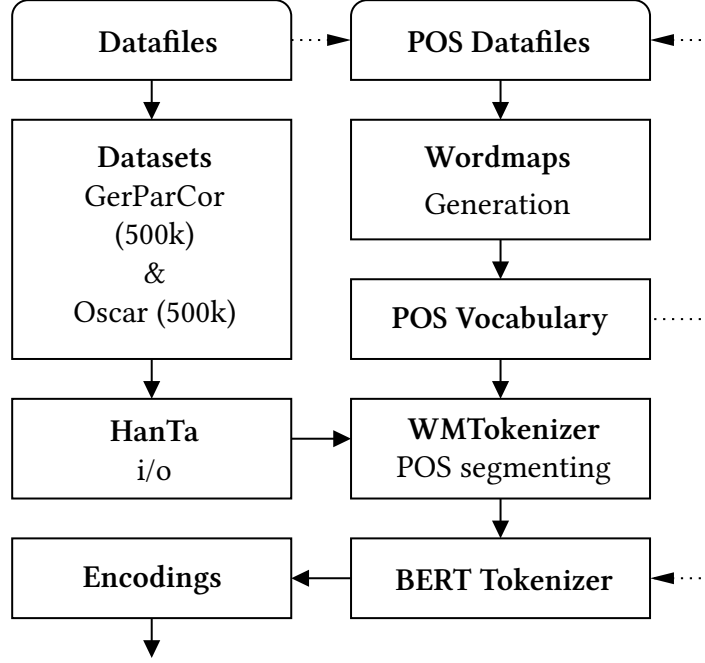 Datafiles
Datasets
GerParCor
(500k)
&
Oscar (500k)
HanTa
i/o
Encodings
POS Datafiles
Wordmaps
Generation
POS Vocabulary
WMTokenizer
POS segmenting
BERT Tokenizer